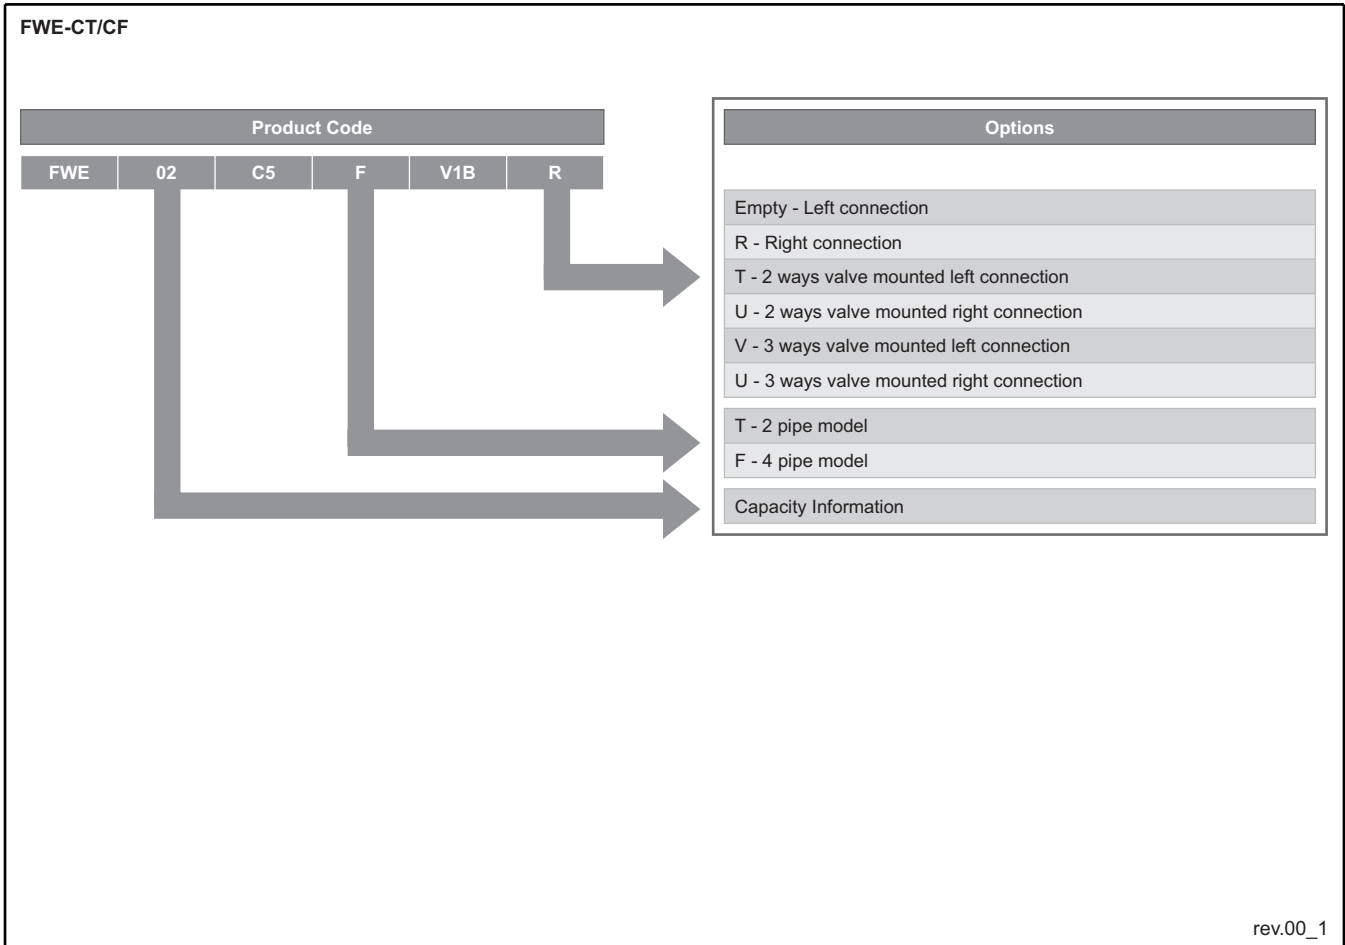 FWE-CT/CF
Product Code
FWE 02 C5 F V1B R
Options
Empty - Left connection
R - Right connection
T - 2 ways valve mounted left connection
U - 2 ways valve mounted right connection
V - 3 ways valve mounted left connection
U - 3 ways valve mounted right connection
T - 2 pipe model
F - 4 pipe model
Capacity Information
rev.00_1